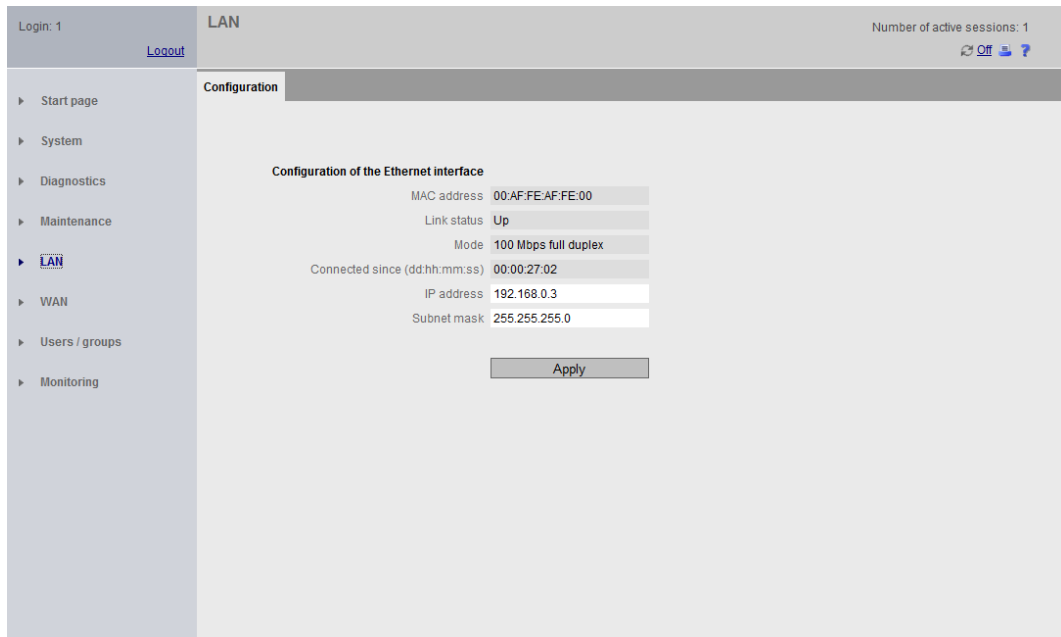 Login: 1
Logout
LAN
Number of active sessions: 1
Off ?
Start page
System
Diagnostics
Maintenance
LAN
WAN
Users / groups
Monitoring
Configuration
Configuration of the Ethernet interface
MAC address 00:AF:FE:AF:FE:00
Link status Up
Mode 100 Mbps full duplex
Connected since (dd:hh:mm:ss) 00:00:27:02
IP address 192.168.0.3
Subnet mask 255.255.255.0
Apply